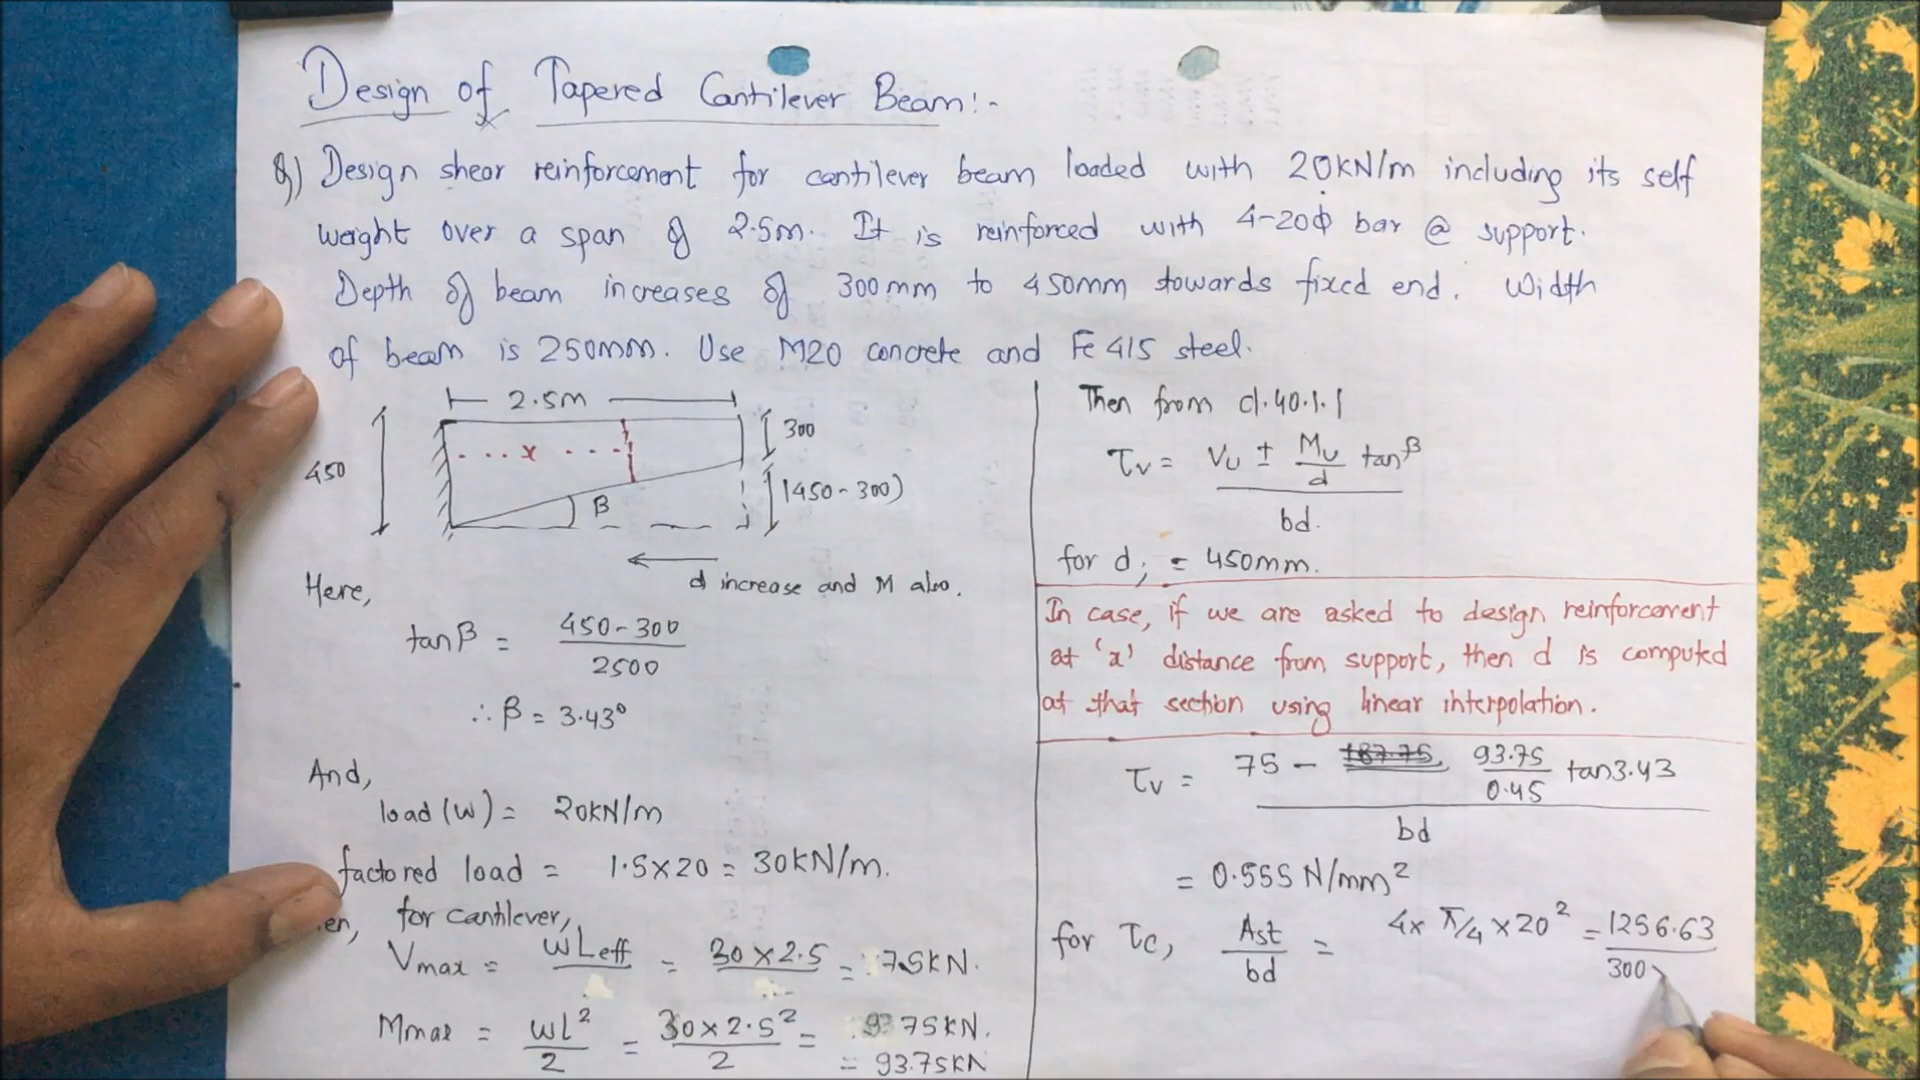 Design of Tapered Cantilever Beam:-
Q) Design shear reinforcement for cantilever beam loaded with 20KN/m including its self
weight over a span of 2.5m. It is reinforced with 4-20ϕ bar @ support.
Depth of beam increases of 300mm to 450mm towards fixed end. Width
of beam is 250mm. Use M20 concrete and Fe 415 steel.
2.5m
450
x
300
(450-300)
β
d increase and M also.
Here,
tanβ = 450-300 / 2500
∴ β = 3.43°
And,
load (w) = 20KN/m
factored load = 1.5×20 = 30KN/m.
en, for cantilever,
Vmax = wLeff = 30×2.5 = 75KN.
Mmax = wl²/2 = 30×2.5²/2 = 93.75KN.
= 93.75KN
Then from cl.40.1.1
τv = Vu ± Mu/d tanβ / bd.
for d, = 450mm.
In case, if we are asked to design reinforcement
at 'x' distance from support, then d is computed
at that section using linear interpolation.
τv = 75 - 93.75/0.45 tan3.43 / bd
= 0.555 N/mm²
for τc, Ast/bd = 4× π/4 ×20² = 1256.63 / 300